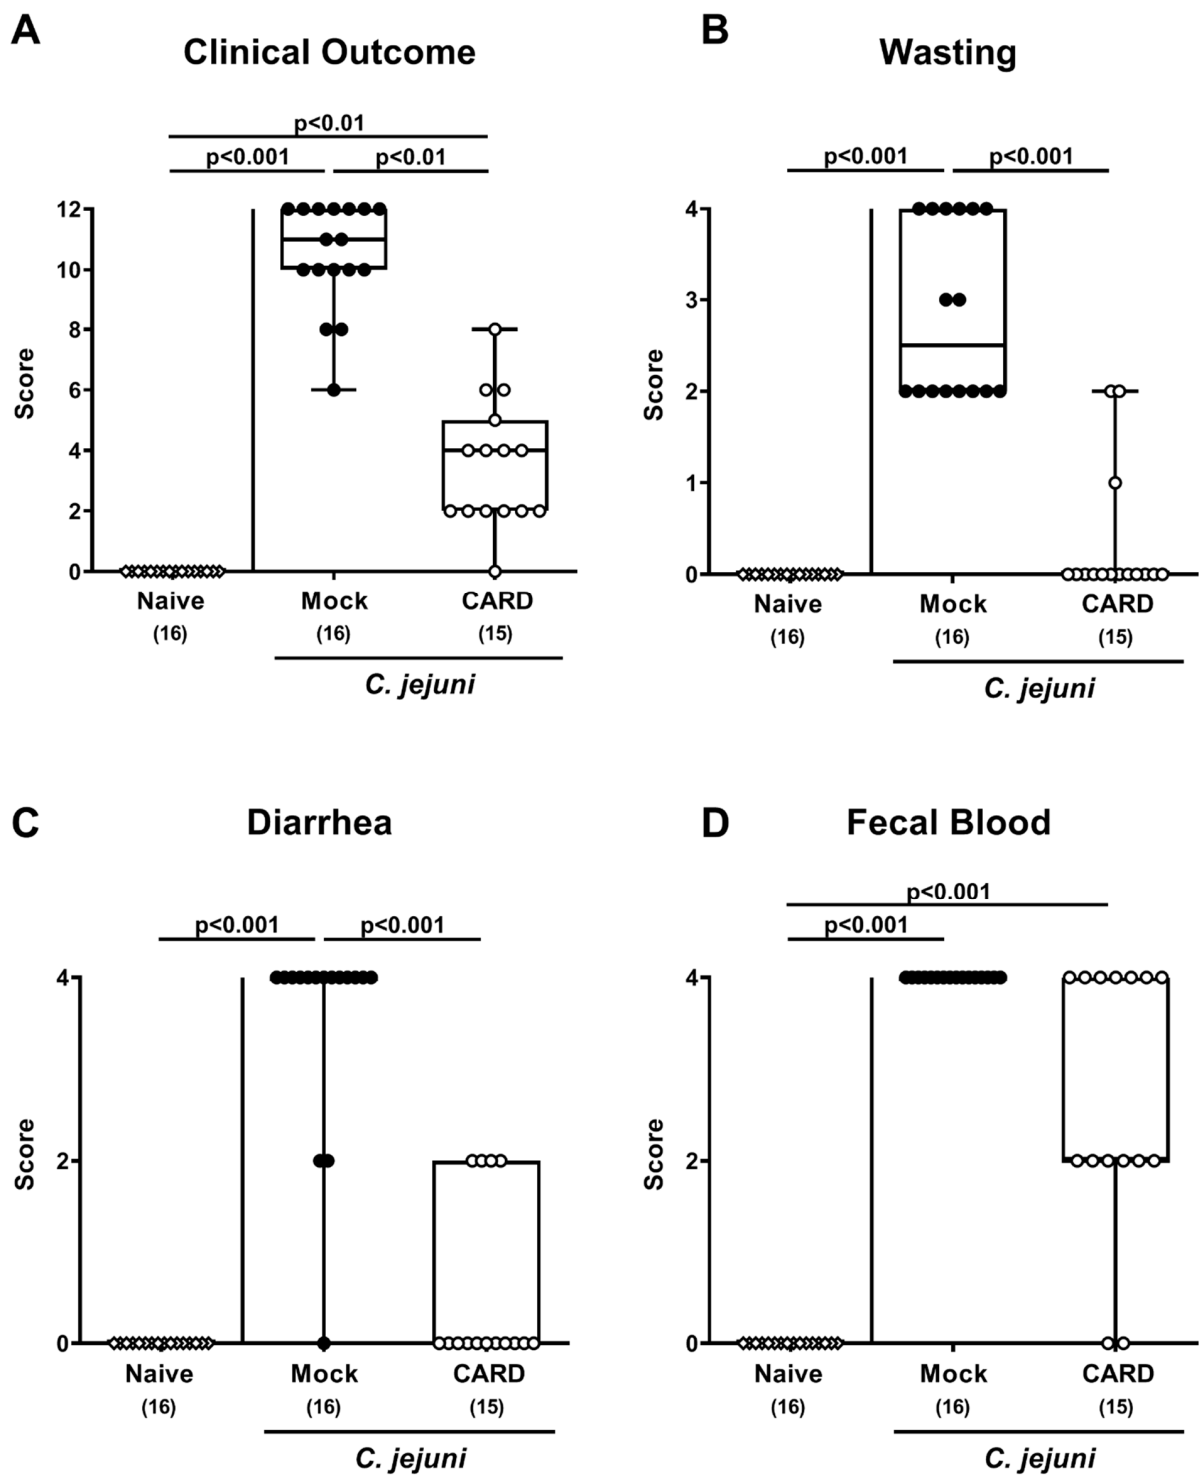 A
Clinical Outcome
p<0.01
p<0.001 p<0.01
12
10
8
6
4
2
0
Score
Naive Mock CARD
(16) (16) (15)
C. jejuni
B
Wasting
p<0.001 p<0.001
4
3
2
1
0
Score
Naive Mock CARD
(16) (16) (15)
C. jejuni
C
Diarrhea
p<0.001 p<0.001
4
2
0
Score
Naive Mock CARD
(16) (16) (15)
C. jejuni
D
Fecal Blood
p<0.001
p<0.001
4
2
0
Score
Naive Mock CARD
(16) (16) (15)
C. jejuni